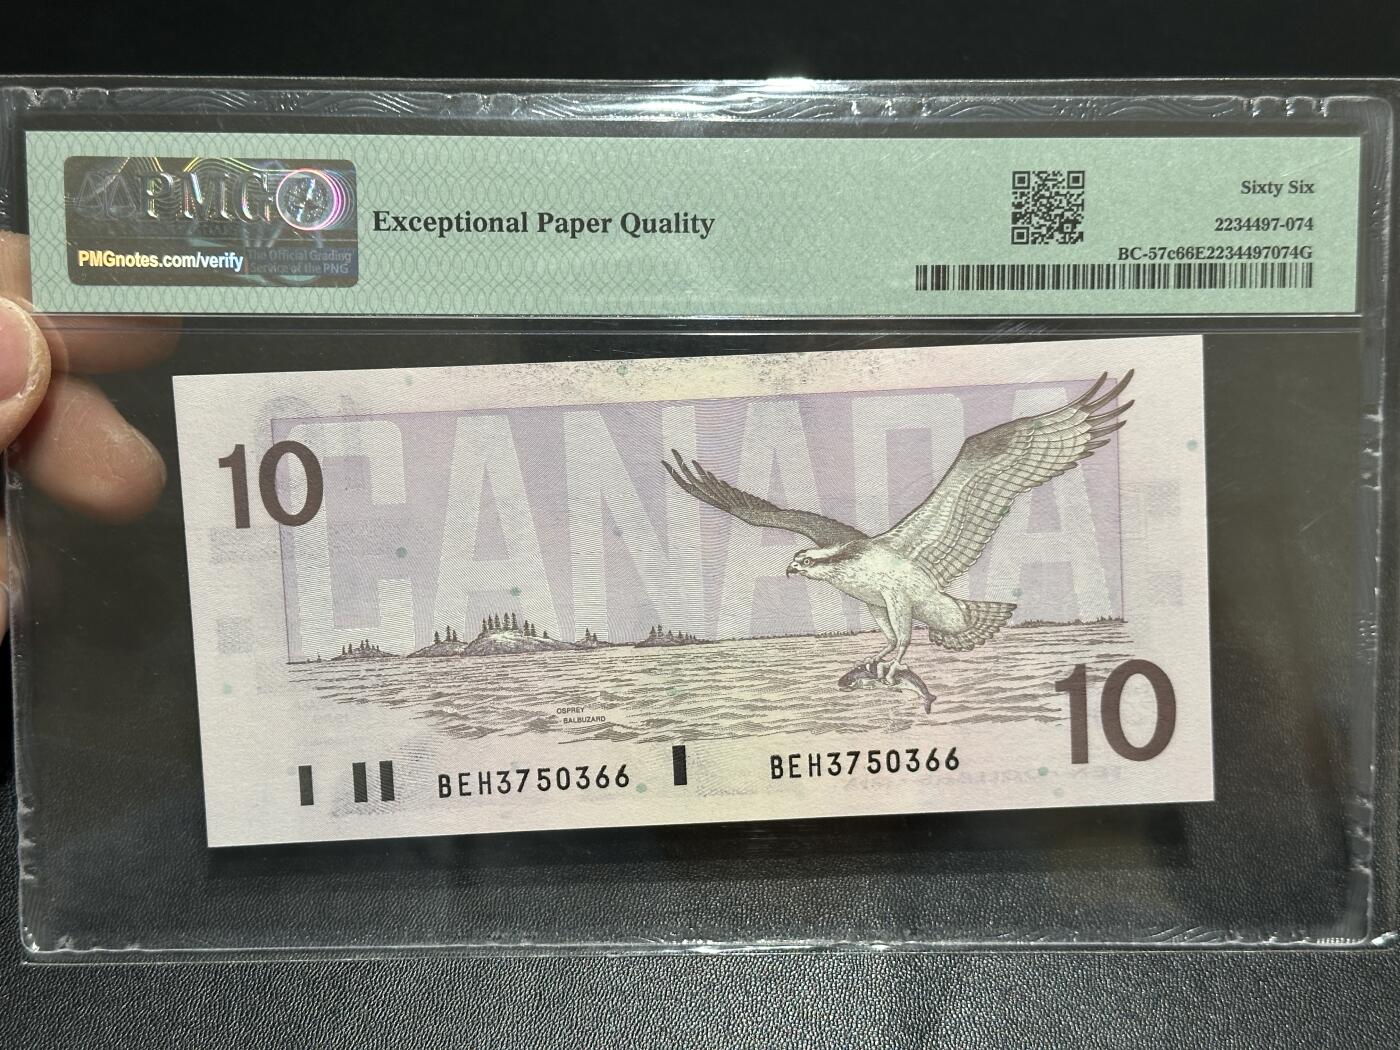 PMG
PMGnotes.com/verify
The Official Grading
Service of the PNG
Exceptional Paper Quality
Sixty Six
2234497-074
BC-57c66E2234497074G
CANADA
10
OSPREY
BALBUZARD
10
BEH3750366
BEH3750366